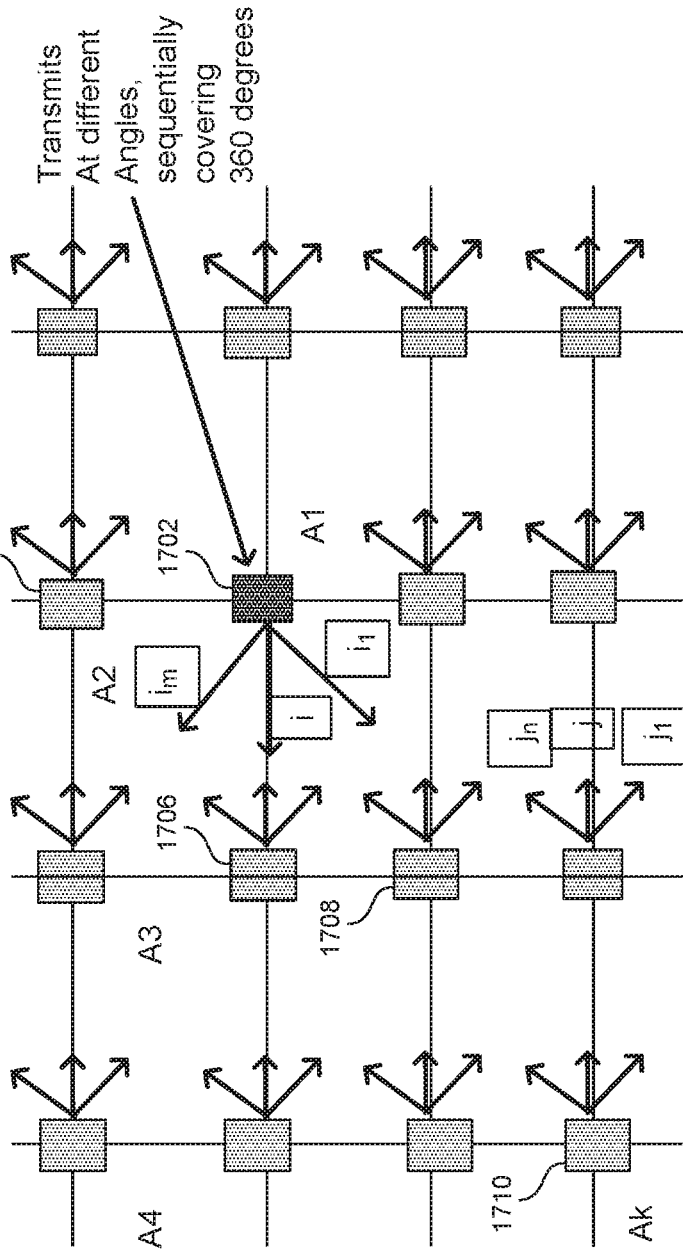 Transmits
At different
Angles,
sequentially
covering
360 degrees
1702
A1
A2
im
i
i1
A3
1706
1708
jn
j
j1
A4
1710
Ak